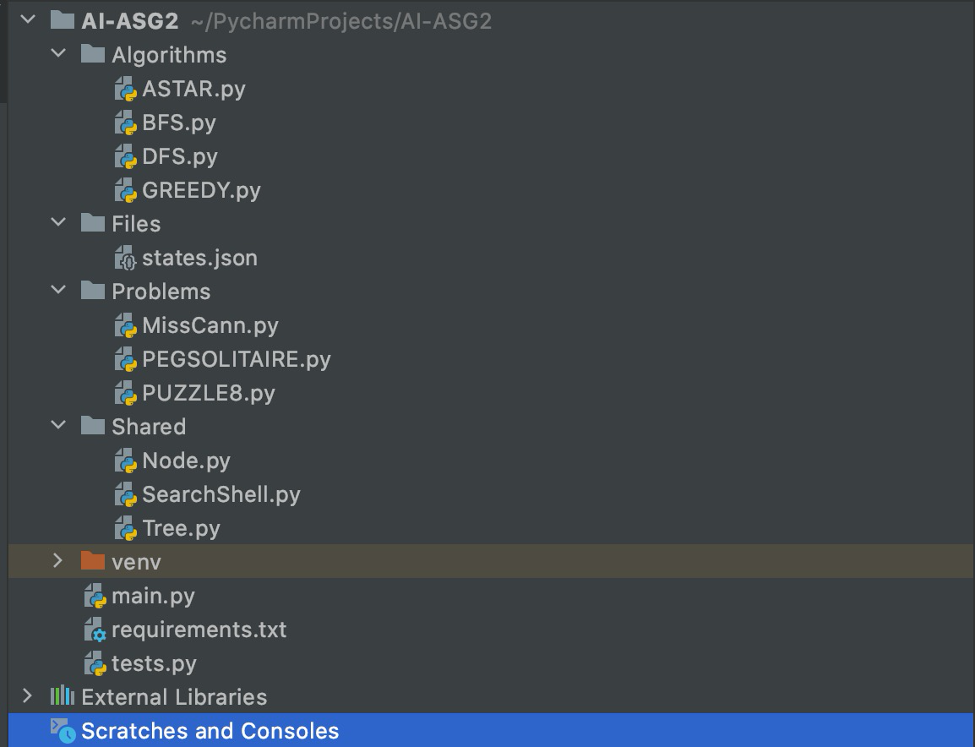 AI-ASG2 ~/PycharmProjects/AI-ASG2
Algorithms
ASTAR.py
BFS.py
DFS.py
GREEDY.py
Files
states.json
Problems
MissCann.py
PEGSOLITAIRE.py
PUZZLE8.py
Shared
Node.py
SearchShell.py
Tree.py
venv
main.py
requirements.txt
tests.py
External Libraries
Scratches and Consoles